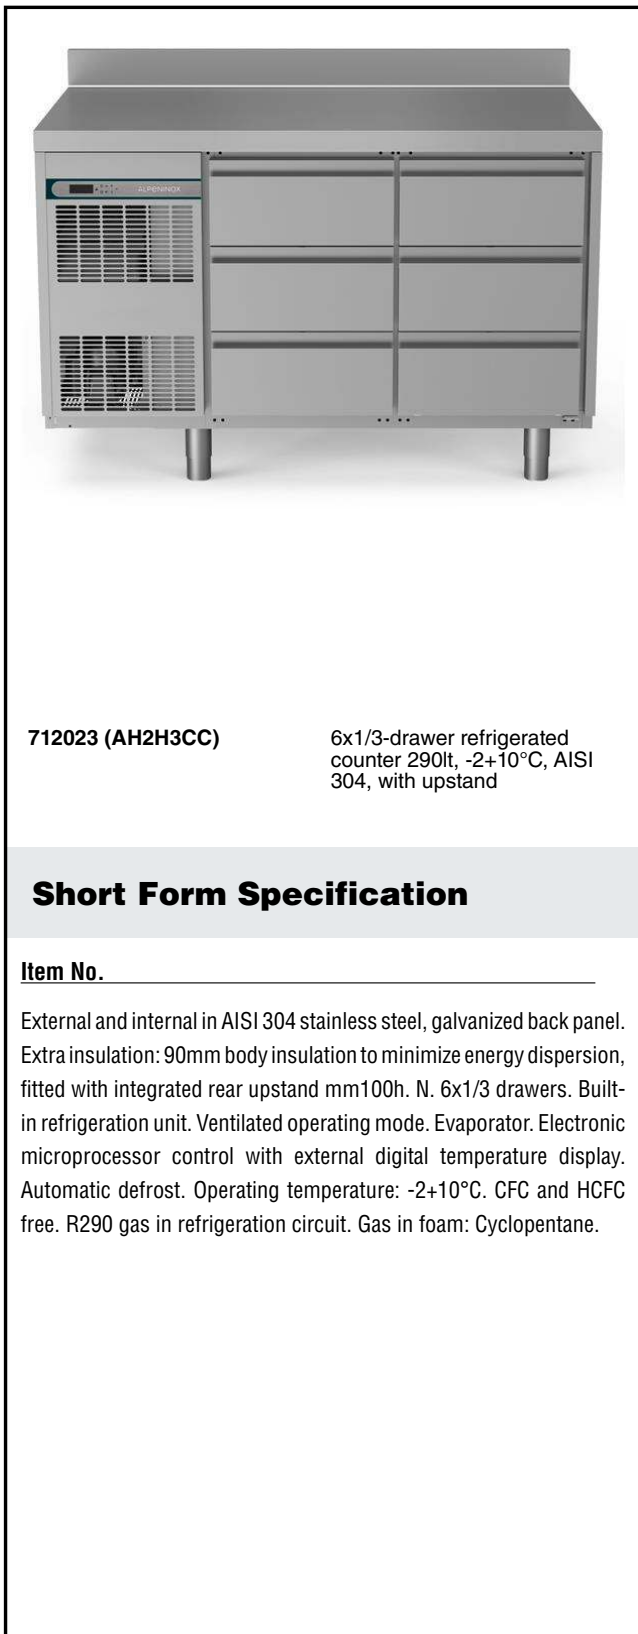 ALPENINOX
712023 (AH2H3CC)
6x1/3-drawer refrigerated
counter 290lt, -2+10°C, AISI
304, with upstand
Short Form Specification
Item No.
External and internal in AISI 304 stainless steel, galvanized back panel.
Extra insulation: 90mm body insulation to minimize energy dispersion,
fitted with integrated rear upstand mm100h. N. 6x1/3 drawers. Built-
in refrigeration unit. Ventilated operating mode. Evaporator. Electronic
microprocessor control with external digital temperature display.
Automatic defrost. Operating temperature: -2+10°C. CFC and HCFC
free. R290 gas in refrigeration circuit. Gas in foam: Cyclopentane.